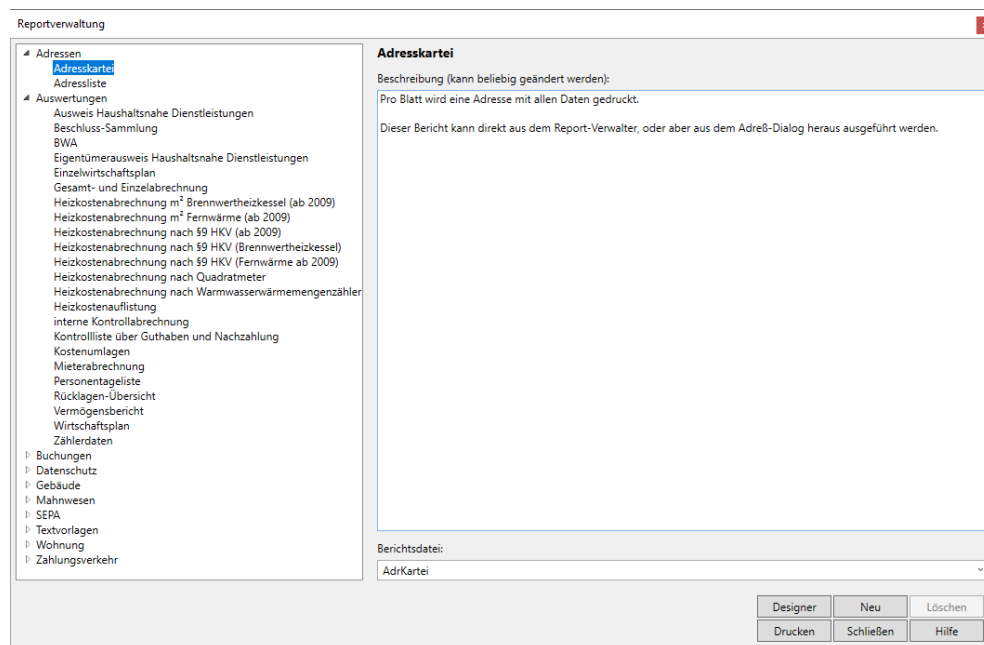 Reportverwaltung
Adressen
Adresskartei
Adressliste
Auswertungen
Ausweis Haushaltsnahe Dienstleistungen
Beschluss-Sammlung
BWA
Eigentümerausweis Haushaltsnahe Dienstleistungen
Einzelwirtschaftsplan
Gesamt- und Einzelabrechnung
Heizkostenabrechnung m² Brennwertheizkessel (ab 2009)
Heizkostenabrechnung m² Fernwärme (ab 2009)
Heizkostenabrechnung nach §9 HKV (ab 2009)
Heizkostenabrechnung nach §9 HKV (Brennwertheizkessel)
Heizkostenabrechnung nach §9 HKV (Fernwärme ab 2009)
Heizkostenabrechnung nach Quadratmeter
Heizkostenabrechnung nach Warmwasserwärmemengenzähler
Heizkostenauflistung
interne Kontrollabrechnung
Kontrollliste über Guthaben und Nachzahlung
Kostenumlagen
Mieterabrechnung
Personentageliste
Rücklagen-Übersicht
Vermögensbericht
Wirtschaftsplan
Zählerdaten
Buchungen
Datenschutz
Gebäude
Mahnwesen
SEPA
Textvorlagen
Wohnung
Zahlungsverkehr
Adresskartei
Beschreibung (kann beliebig geändert werden):
Pro Blatt wird eine Adresse mit allen Daten gedruckt.
Dieser Bericht kann direkt aus dem Report-Verwalter, oder aber aus dem Adreß-Dialog heraus ausgeführt werden.
Berichtsdatei:
AdrKartei
Designer Neu Löschen
Drucken Schließen Hilfe